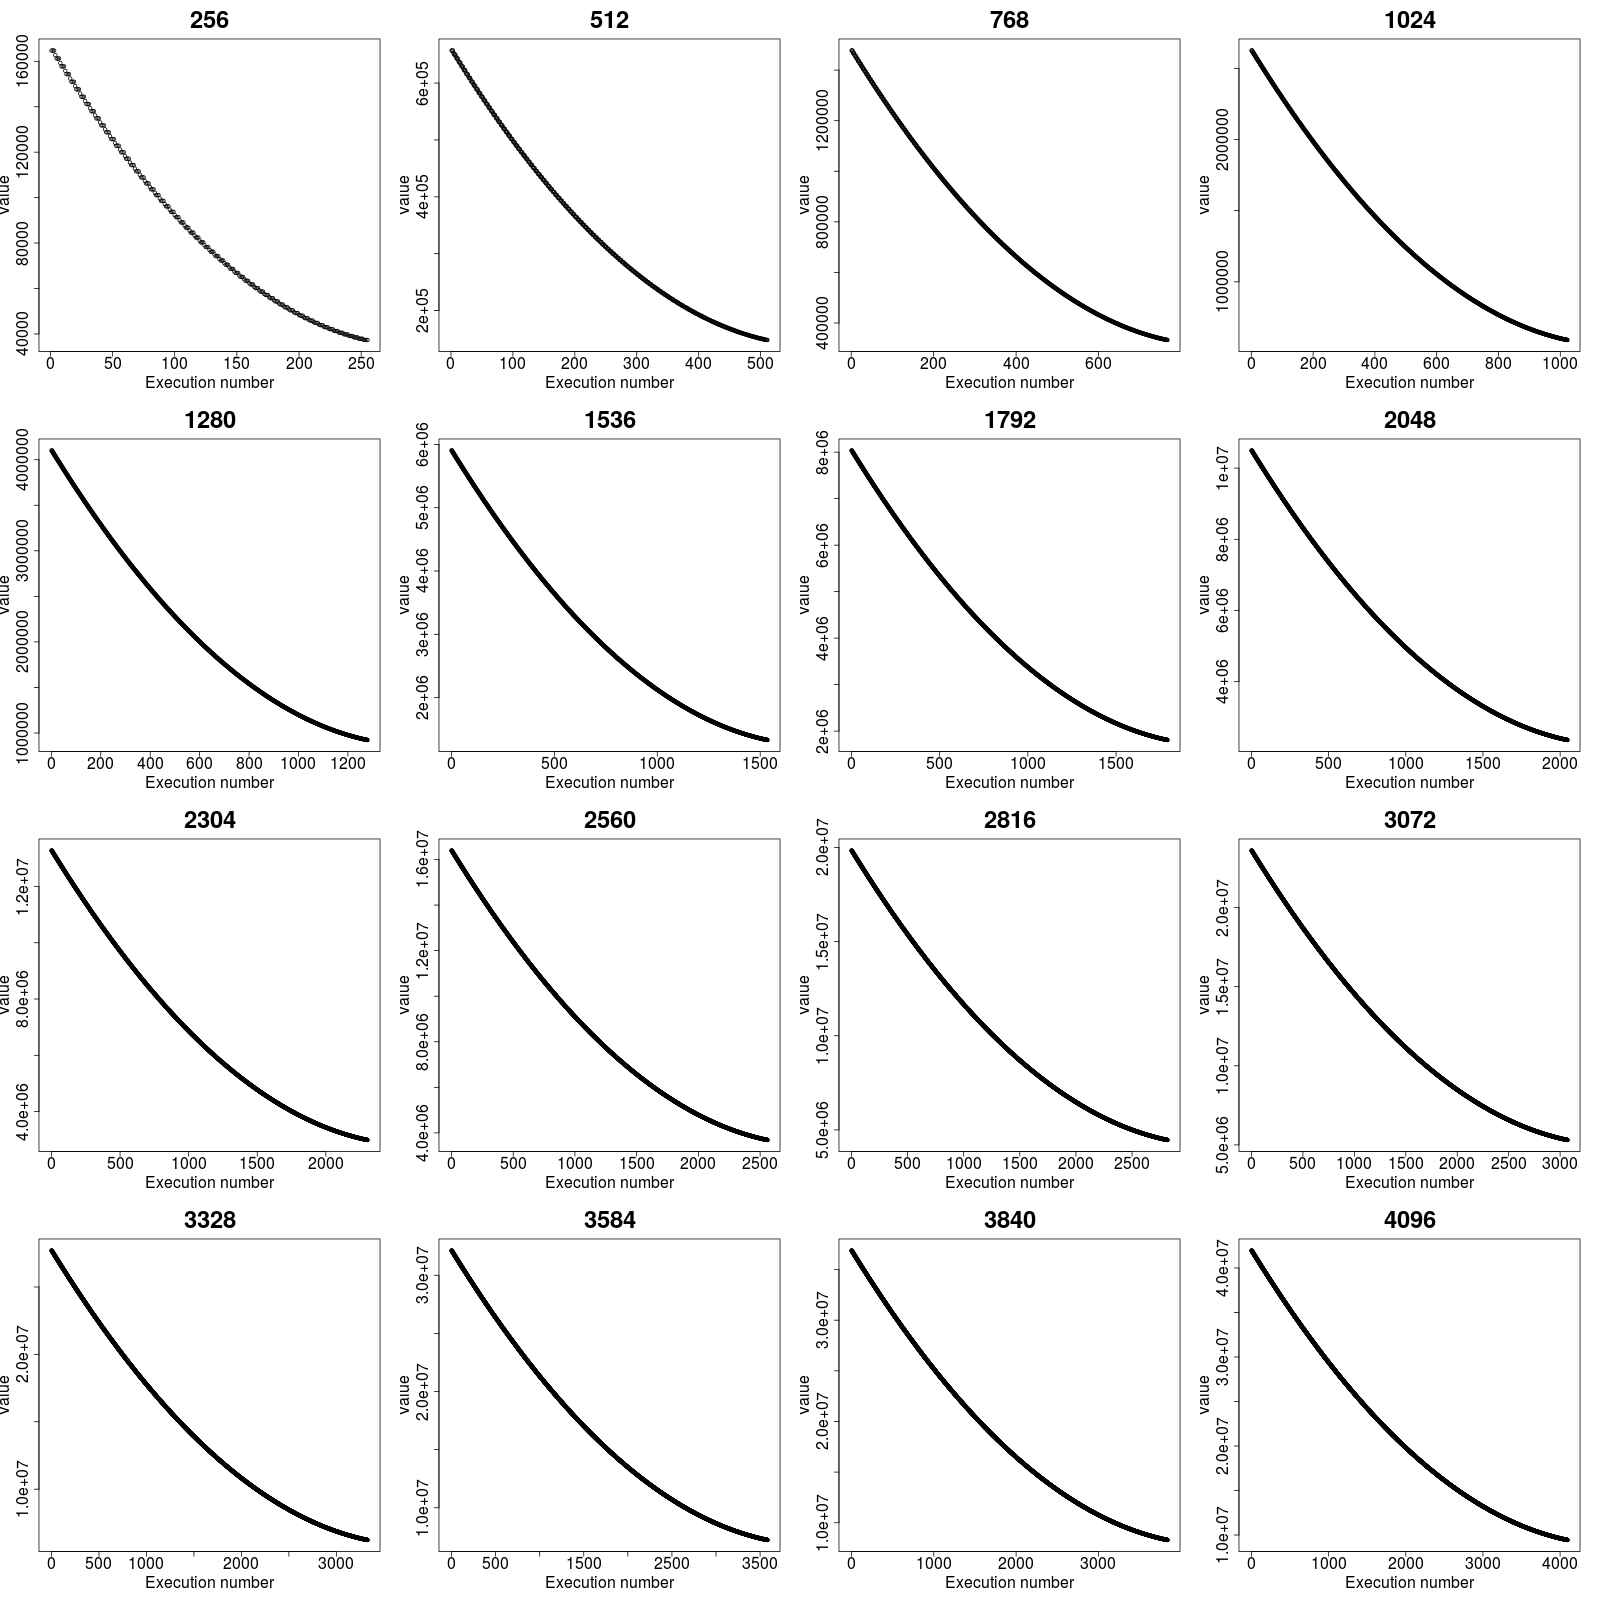 256
value
160000
120000
80000
40000
0 50 100 150 200 250
Execution number
512
value
6e+05
4e+05
2e+05
0 100 200 300 400 500
Execution number
768
value
1200000
800000
400000
0 200 400 600
Execution number
1024
value
2000000
1000000
0 200 400 600 800 1000
Execution number
1280
value
4000000
3000000
2000000
1000000
0 200 400 600 800 1000 1200
Execution number
1536
value
6e+06
5e+06
4e+06
3e+06
2e+06
0 500 1000 1500
Execution number
1792
value
8e+06
6e+06
4e+06
2e+06
0 500 1000 1500
Execution number
2048
value
1e+07
8e+06
6e+06
4e+06
0 500 1000 1500 2000
Execution number
2304
value
1.2e+07
8.0e+06
4.0e+06
0 500 1000 1500 2000
Execution number
2560
value
1.6e+07
1.2e+07
8.0e+06
4.0e+06
0 500 1000 1500 2000 2500
Execution number
2816
value
2.0e+07
1.5e+07
1.0e+07
5.0e+06
0 500 1000 1500 2000 2500
Execution number
3072
value
2.0e+07
1.5e+07
1.0e+07
5.0e+06
0 500 1000 1500 2000 2500 3000
Execution number
3328
value
2.0e+07
1.0e+07
0 500 1000 2000 3000
Execution number
3584
value
3.0e+07
2.0e+07
1.0e+07
0 500 1500 2500 3500
Execution number
3840
value
3.0e+07
2.0e+07
1.0e+07
0 1000 2000 3000
Execution number
4096
value
4.0e+07
3.0e+07
2.0e+07
1.0e+07
0 1000 2000 3000 4000
Execution number